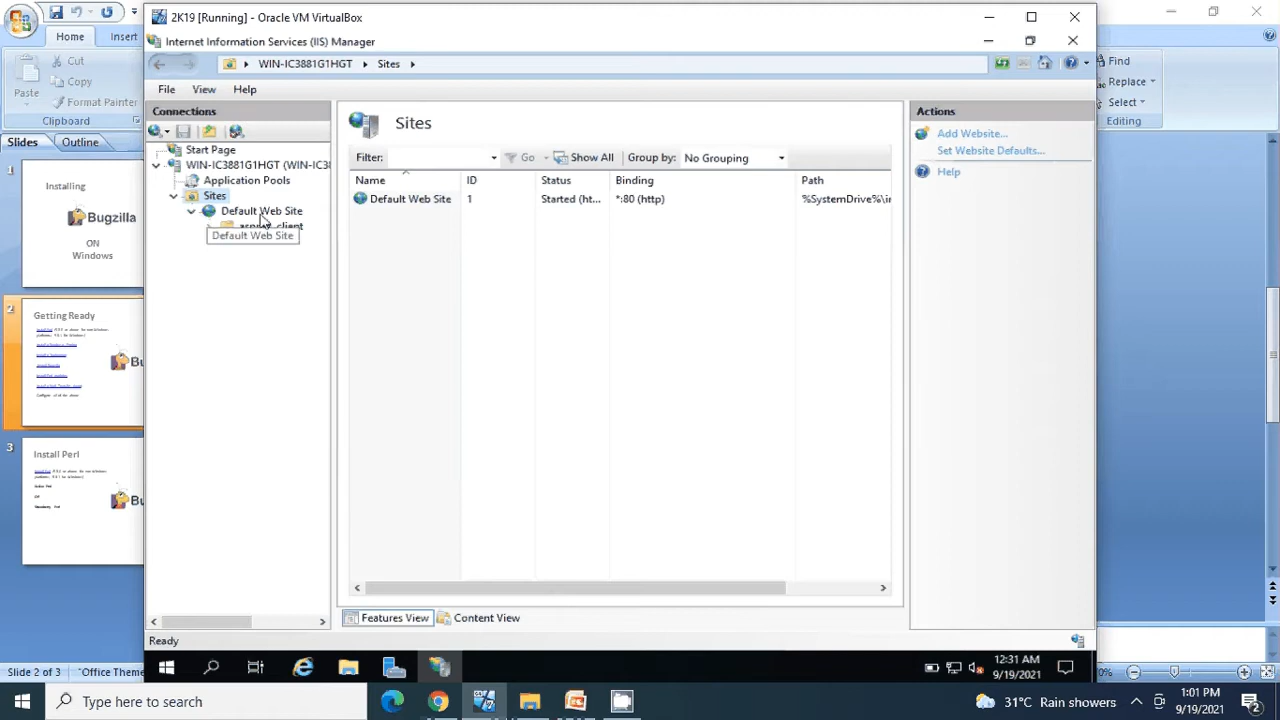 2K19 [Running] - Oracle VM VirtualBox
Home
Insert
Internet Information Services (IIS) Manager
WIN-IC3881G1HGT
Sites
Paste
Cut
Copy
Format Painter
Clipboard
File
View
Help
Find
Replace
Select
Editing
Connections
Start Page
WIN-IC3881G1HGT (WIN-IC38
Application Pools
Sites
Default Web Site
Default Web Site
Sites
Filter:
Go
Show All
Group by:
No Grouping
Name
ID
Status
Binding
Path
Default Web Site
1
Started (ht...
*:80 (http)
%SystemDrive%\in
Actions
Add Website...
Set Website Defaults...
Help
Slides
Outline
1
Installing
Bugzilla
ON
Windows
2
Getting Ready
Bu
3
Install Perl
Bu
Features View
Content View
Ready
12:31 AM
9/19/2021
Slide 2 of 3
"Office Theme
0%
Type here to search
31°C Rain showers
1:01 PM
9/19/2021
2